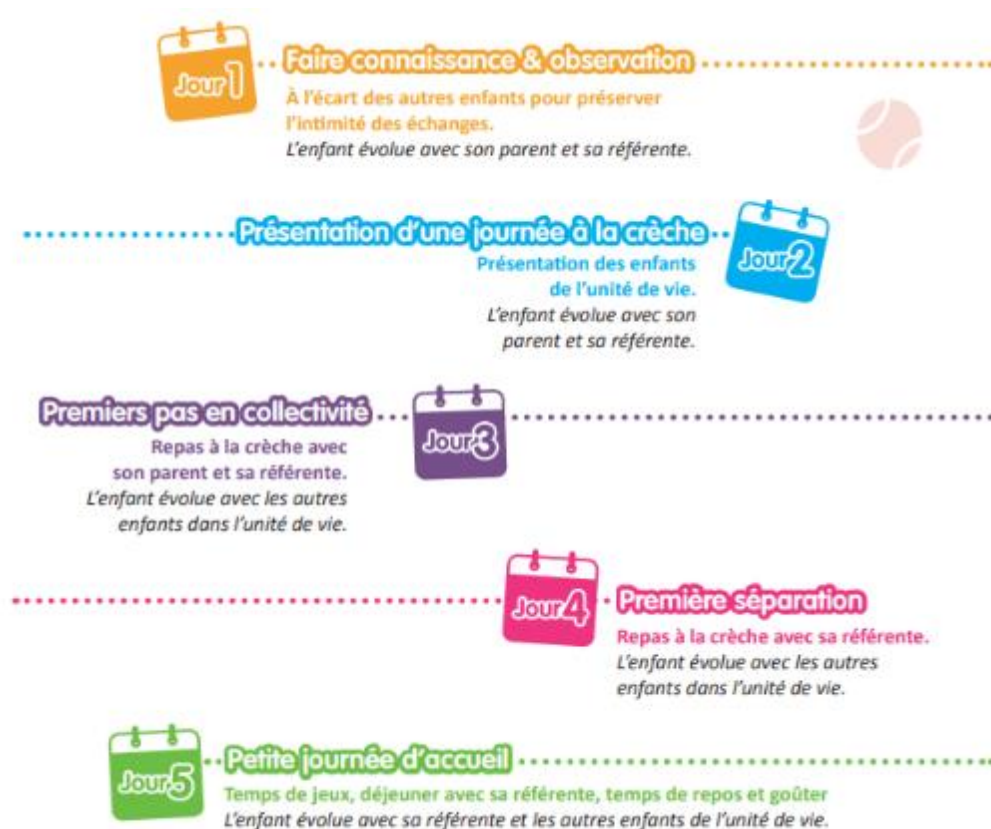 Jour 1
Faire connaissance & observation
À l'écart des autres enfants pour préserver
l'intimité des échanges.
L'enfant évolue avec son parent et sa référente.
Présentation d'une journée à la crèche
Jour 2
Présentation des enfants
de l'unité de vie.
L'enfant évolue avec son
parent et sa référente.
Premiers pas en collectivité
Jour 3
Repas à la crèche avec
son parent et sa référente.
L'enfant évolue avec les autres
enfants dans l'unité de vie.
Jour 4
Première séparation
Repas à la crèche avec sa référente.
L'enfant évolue avec les autres
enfants dans l'unité de vie.
Jour 5
Petite journée d'accueil
Temps de jeux, déjeuner avec sa référente, temps de repos et goûter
L'enfant évolue avec sa référente et les autres enfants de l'unité de vie.